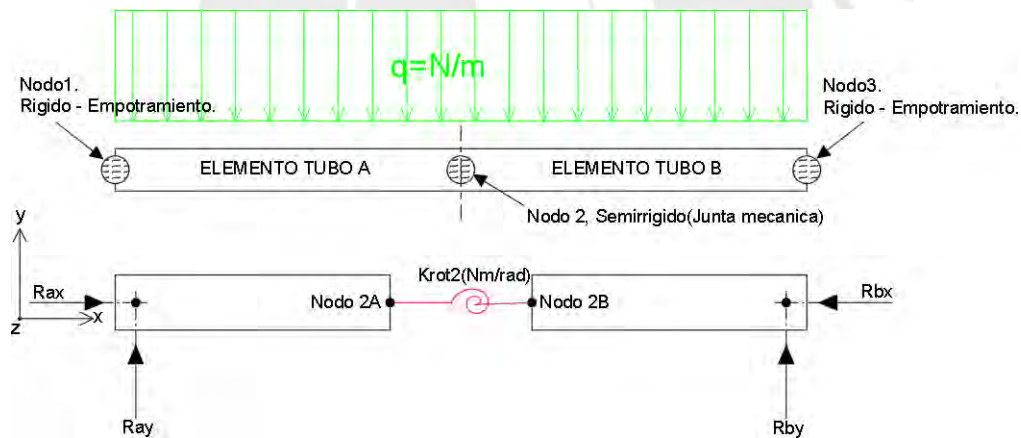 q=N/m
Nodo1.
Rigido - Empotramiento.
Nodo3.
Rigido - Empotramiento.
ELEMENTO TUBO A
ELEMENTO TUBO B
Nodo 2, Semirrigido(Junta mecanica)
y
Krot2(Nm/rad)
Rax
Nodo 2A
Nodo 2B
Rbx
z
x
Ray
Rby